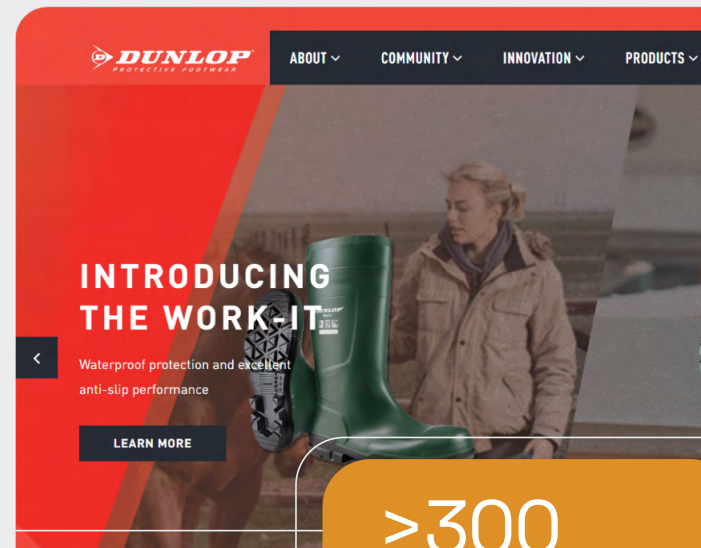 DUNLOP
PROTECTIVE FOOTWEAR
ABOUT
COMMUNITY
INNOVATION
PRODUCTS
INTRODUCING
THE WORK-IT
Waterproof protection and excellent
anti-slip performance
LEARN MORE
DUNLOP
>300